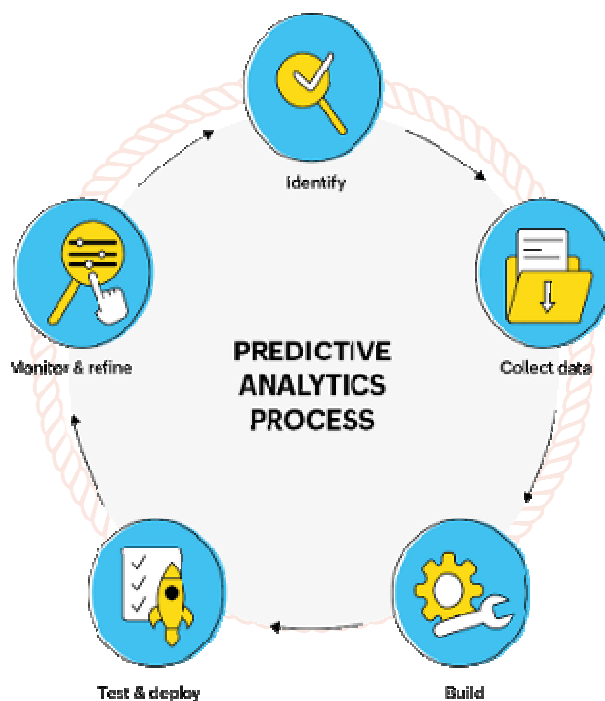 Identify
Collect data
Build
Test & deploy
Monitor & refine
PREDICTIVE
ANALYTICS
PROCESS